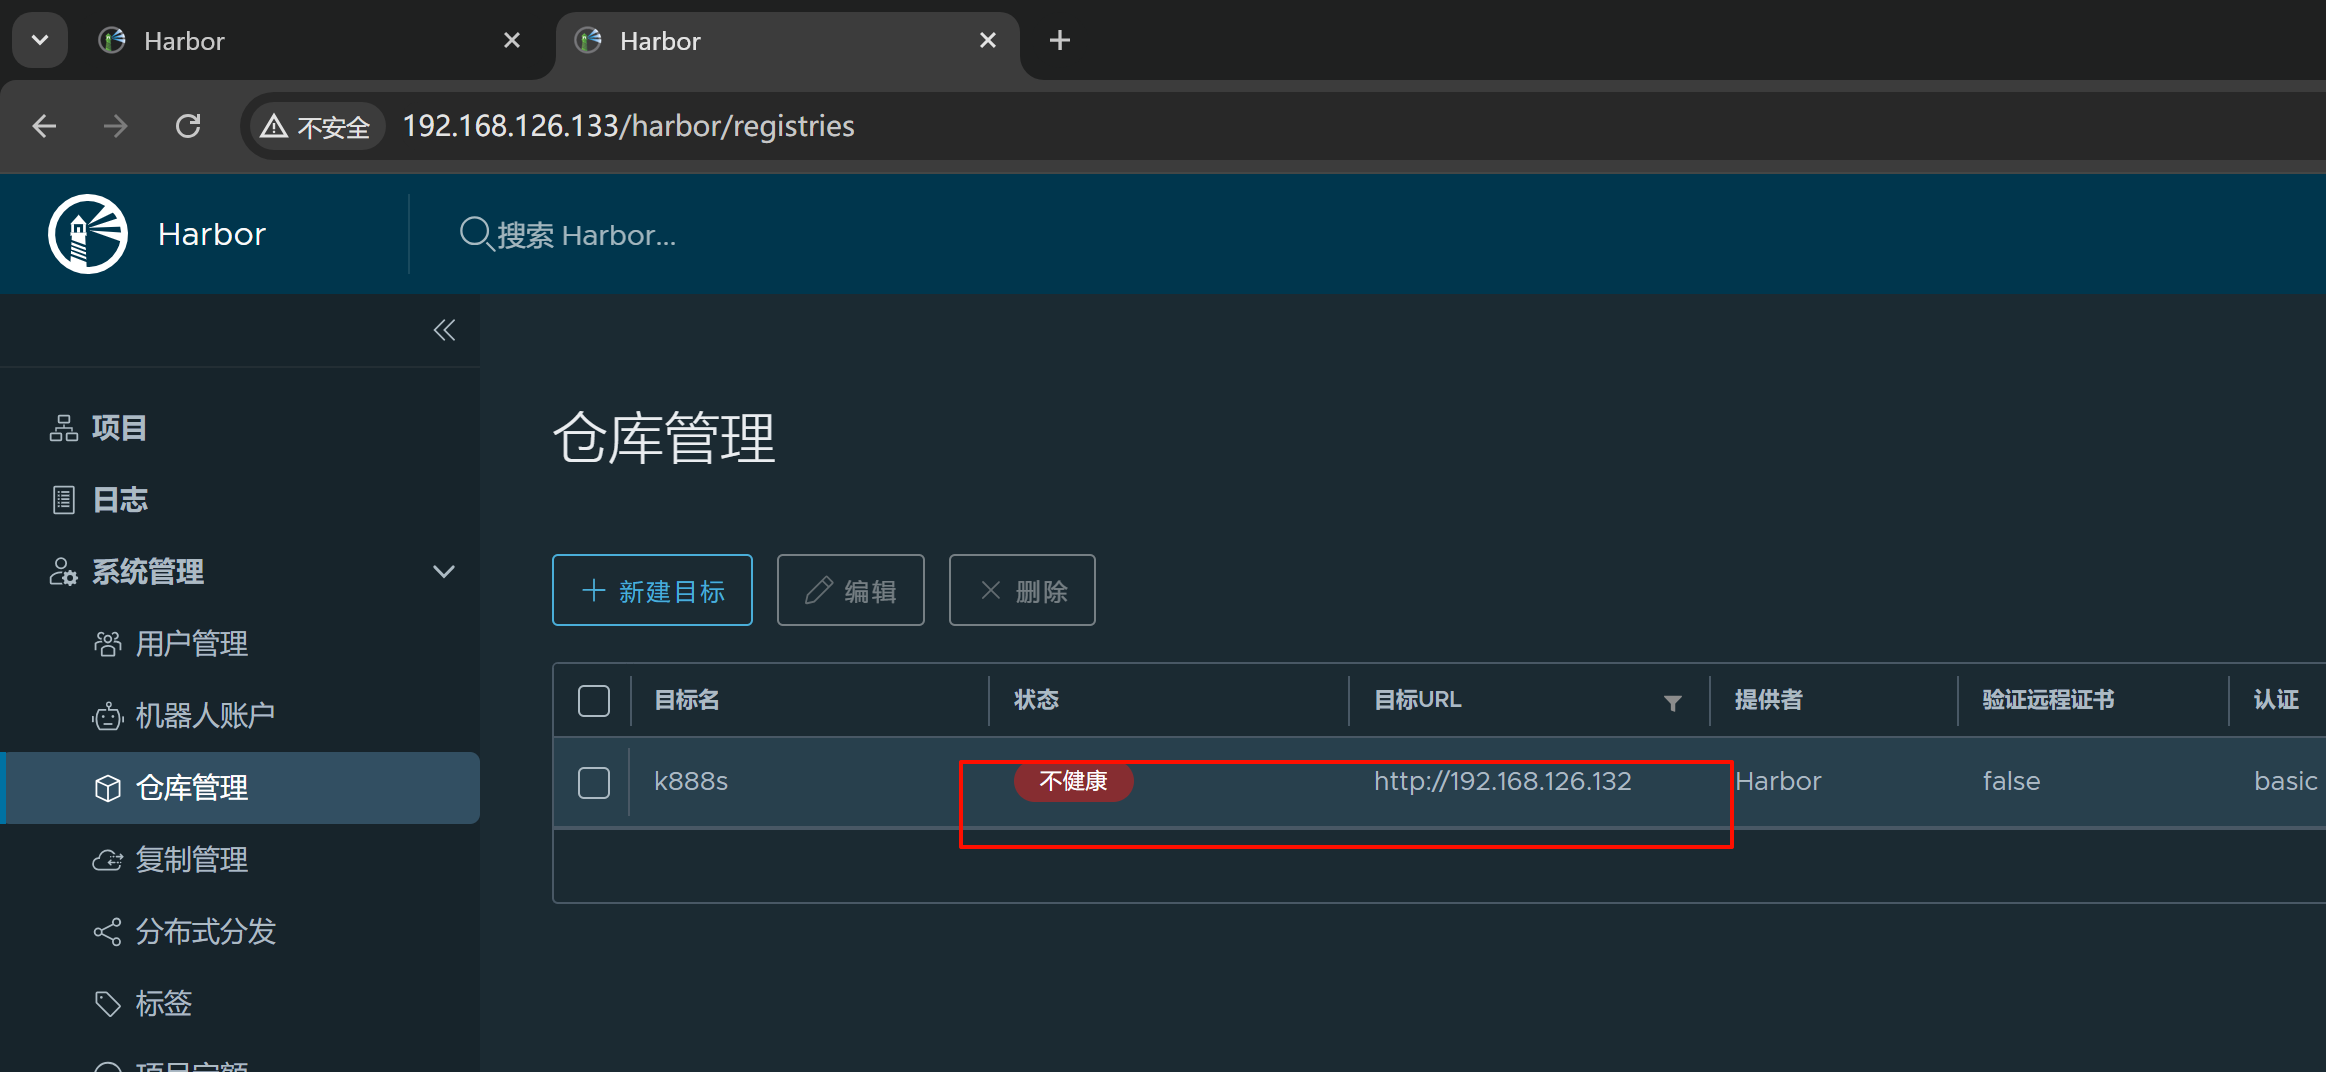 Harbor
Harbor
不安全
192.168.126.133/harbor/registries
Harbor
搜索 Harbor...
项目
日志
系统管理
用户管理
机器人账户
仓库管理
复制管理
分布式分发
标签
项目定额
仓库管理
新建目标
编辑
删除
目标名 状态 目标URL 提供者 验证远程证书 认证
k888s 不健康 http://192.168.126.132 Harbor false basic